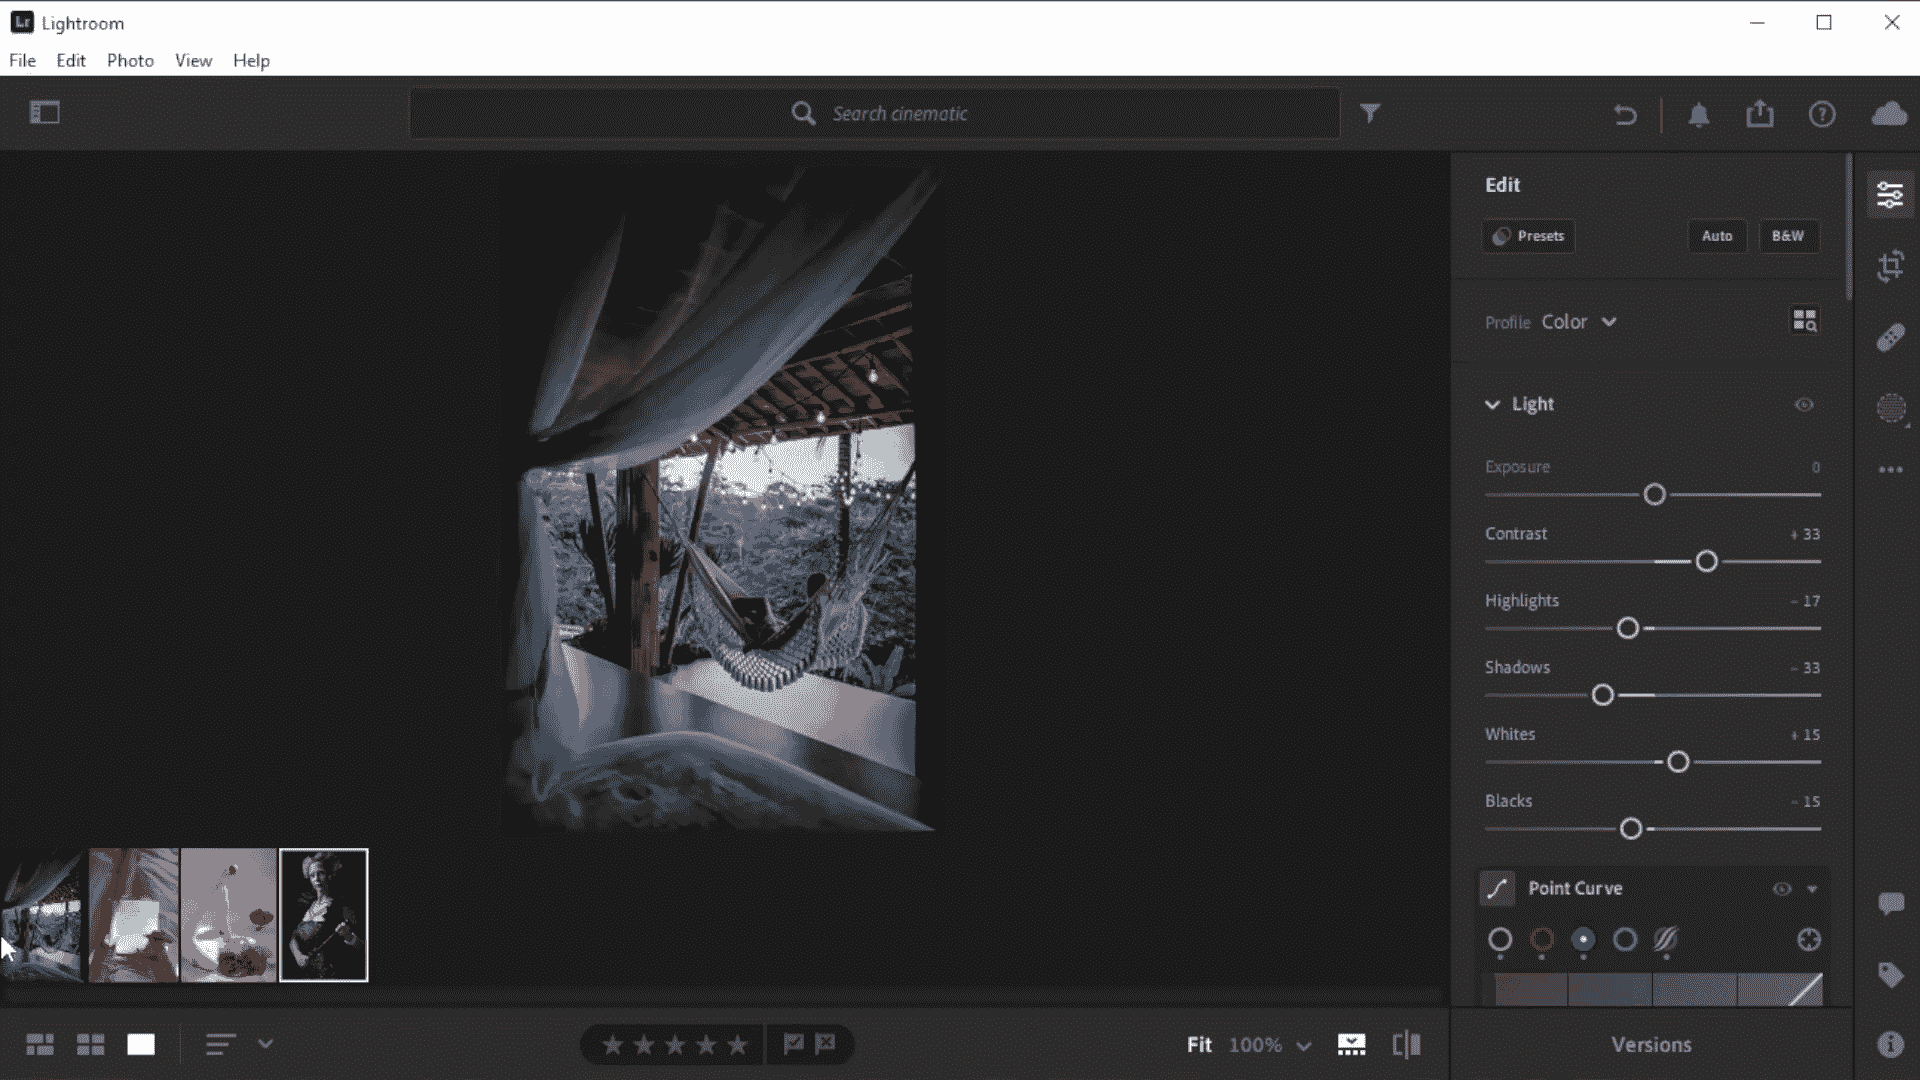 Lr Lightroom
File Edit Photo View Help
Search cinematic
Edit
Presets Auto B&W
Profile Color
Light
Exposure 0
Contrast + 33
Highlights - 17
Shadows - 33
Whites + 15
Blacks - 15
Point Curve
Fit 100%
Versions